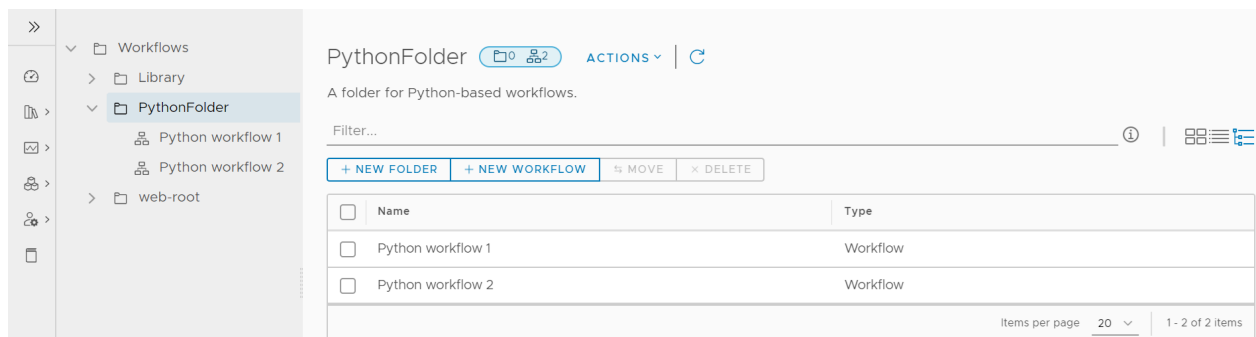 Workflows
Library
PythonFolder
Python workflow 1
Python workflow 2
web-root
PythonFolder 0 2 ACTIONS
A folder for Python-based workflows.
Filter...
+ NEW FOLDER + NEW WORKFLOW MOVE × DELETE
Name Type
Python workflow 1 Workflow
Python workflow 2 Workflow
Items per page 20 1 - 2 of 2 items